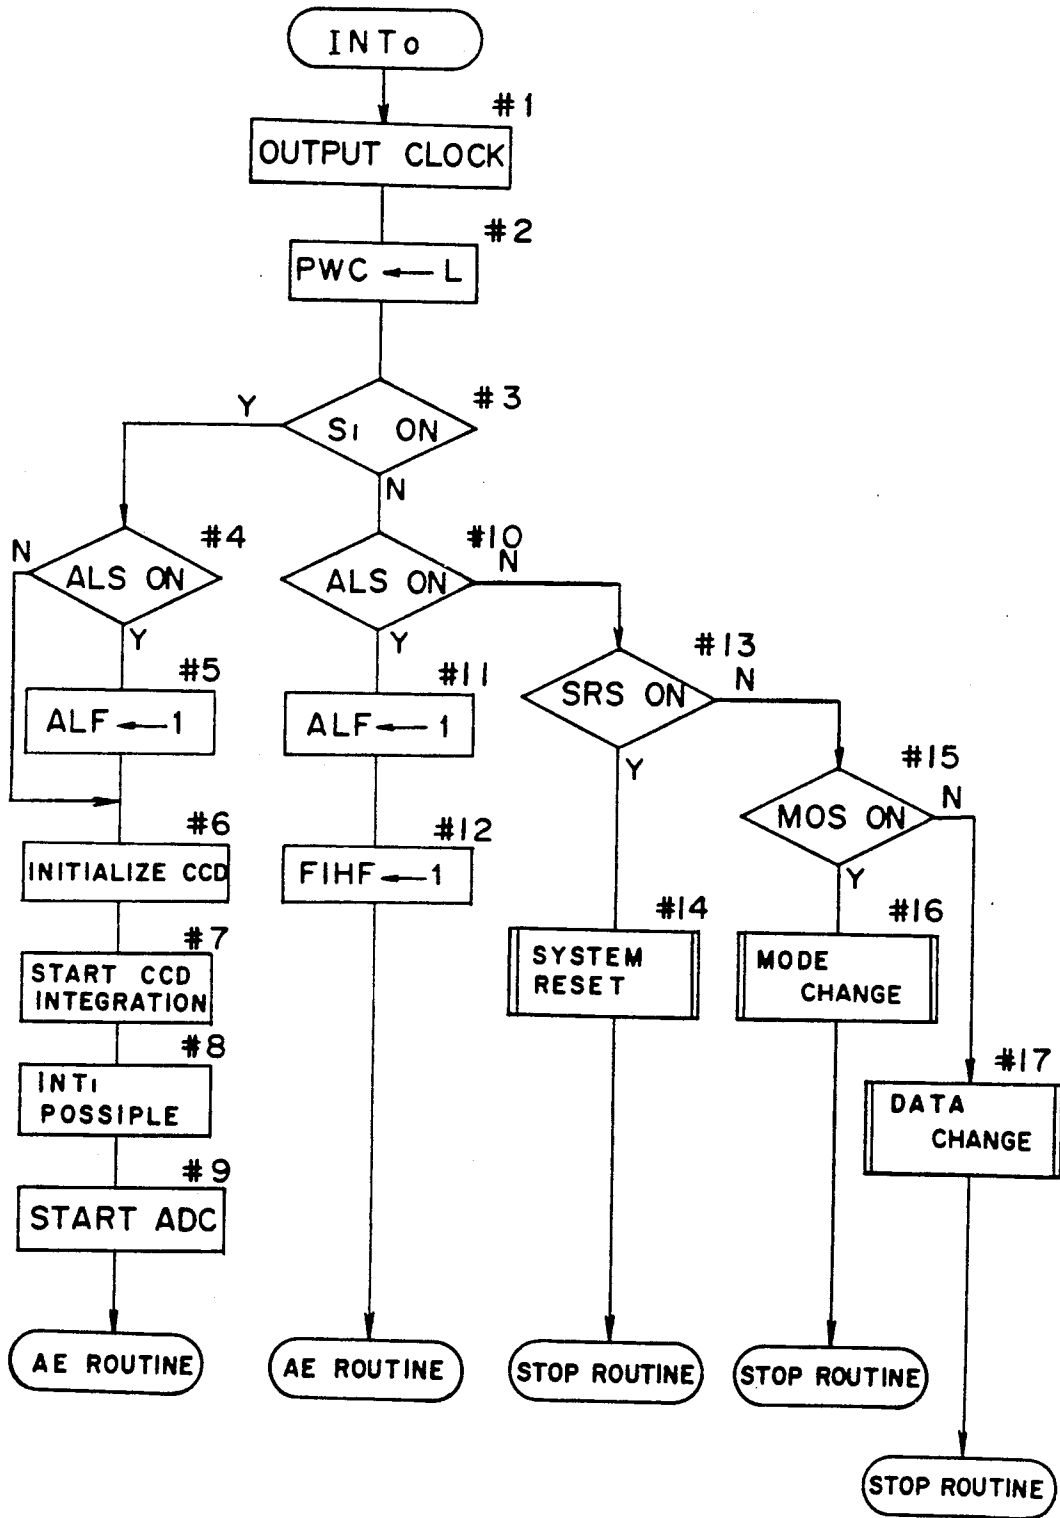 INT0
#1
OUTPUT CLOCK
#2
PWC ← L
#3
S1 ON
Y
N
#4
ALS ON
N
Y
#5
ALF ← 1
#6
INITIALIZE CCD
#7
START CCD
INTEGRATION
#8
INT1
POSSIPLE
#9
START ADC
AE ROUTINE
#10
ALS ON
N
Y
#11
ALF ← 1
#12
FIHF ← 1
AE ROUTINE
#13
SRS ON
N
Y
#14
SYSTEM
RESET
STOP ROUTINE
#15
MOS ON
N
Y
#16
MODE
CHANGE
STOP ROUTINE
#17
DATA
CHANGE
STOP ROUTINE